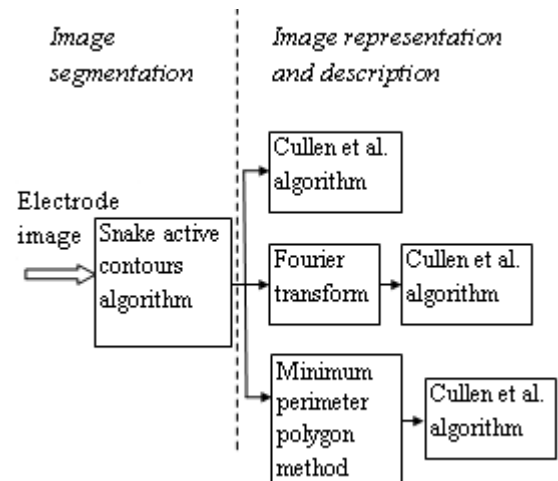 Image
segmentation
Image representation
and description
Electrode
image
Snake active
contours
algorithm
Cullen et al.
algorithm
Fourier
transform
Cullen et al.
algorithm
Minimum
perimeter
polygon
method
Cullen et al.
algorithm